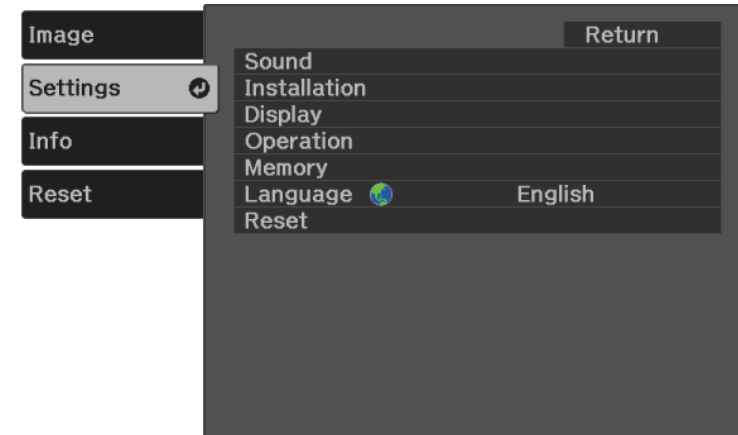 Image
Settings
Info
Reset
Return
Sound
Installation
Display
Operation
Memory
Language English
Reset